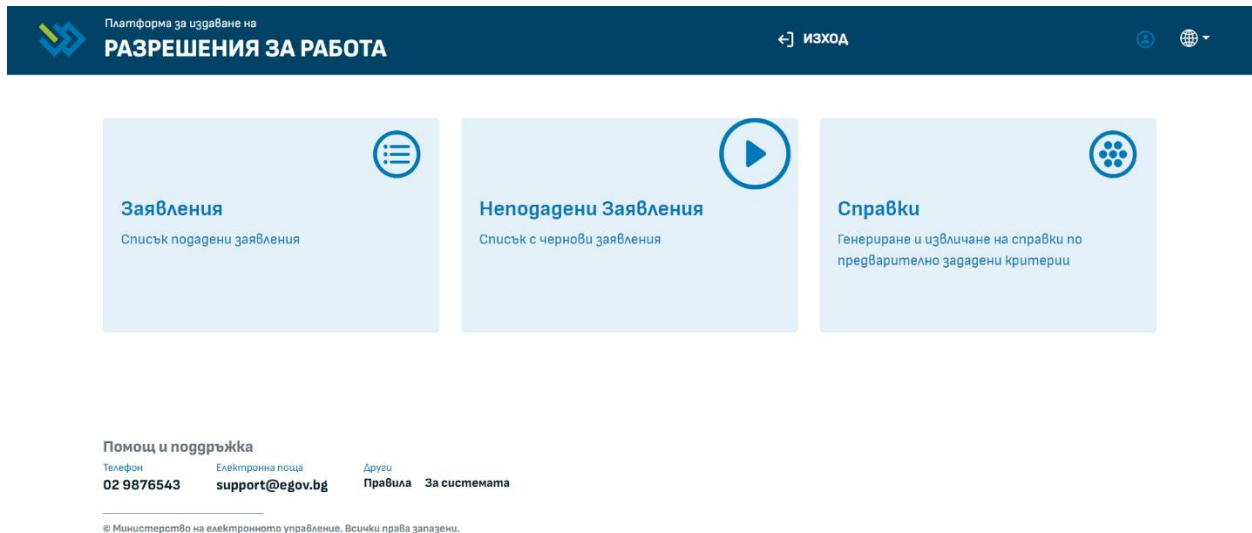 Платформа за издаване на
РАЗРЕШЕНИЯ ЗА РАБОТА
ИЗХОД
Заявления
Списък подадени заявления
Неподадени Заявления
Списък с чернови заявления
Справки
Генериране и извличане на справки по
предварително зададени критерии
Помощ и поддръжка
Телефон
02 9876543
Електронна поща
support@egov.bg
Други
Правила За системата
© Министерство на електронното управление. Всички права запазени.